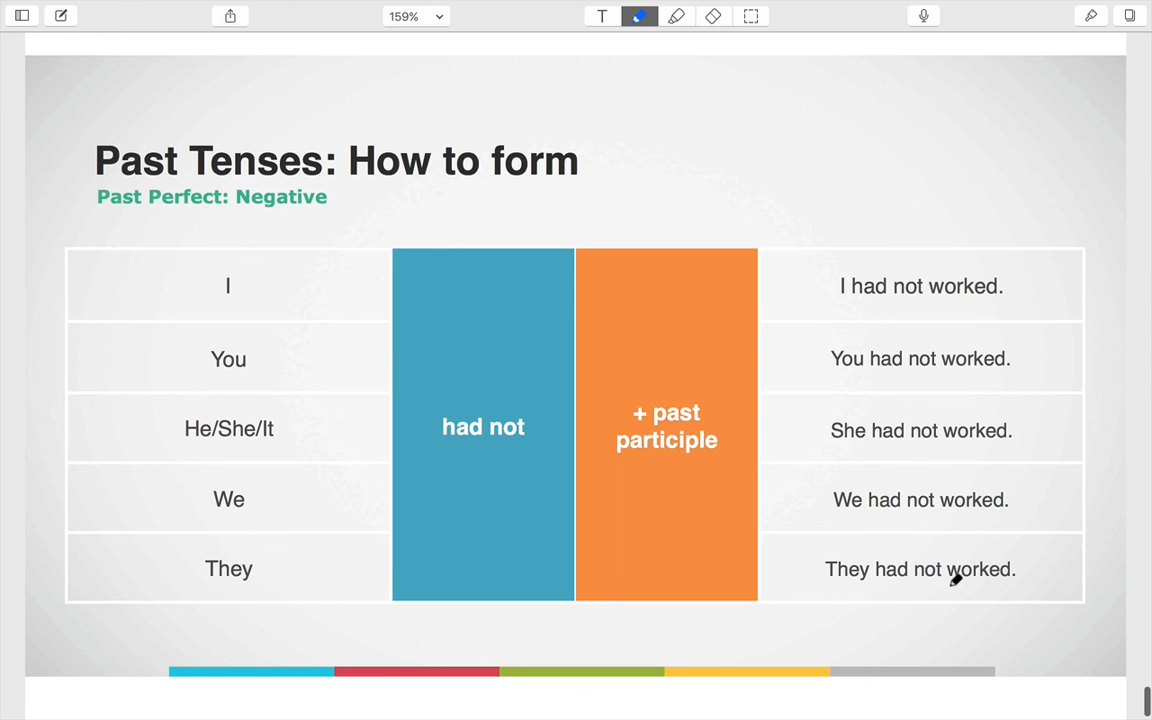 159%
T
Past Tenses: How to form
Past Perfect: Negative
I
had not
+ past
participle
I had not worked.
You
You had not worked.
He/She/It
She had not worked.
We
We had not worked.
They
They had not worked.